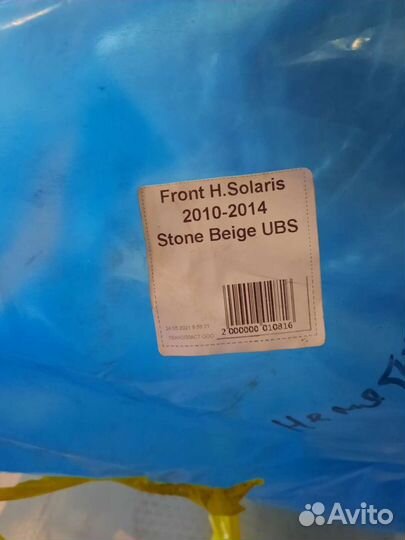 Front H.Solaris
2010-2014
Stone Beige UBS
2 000000 010816
Avito